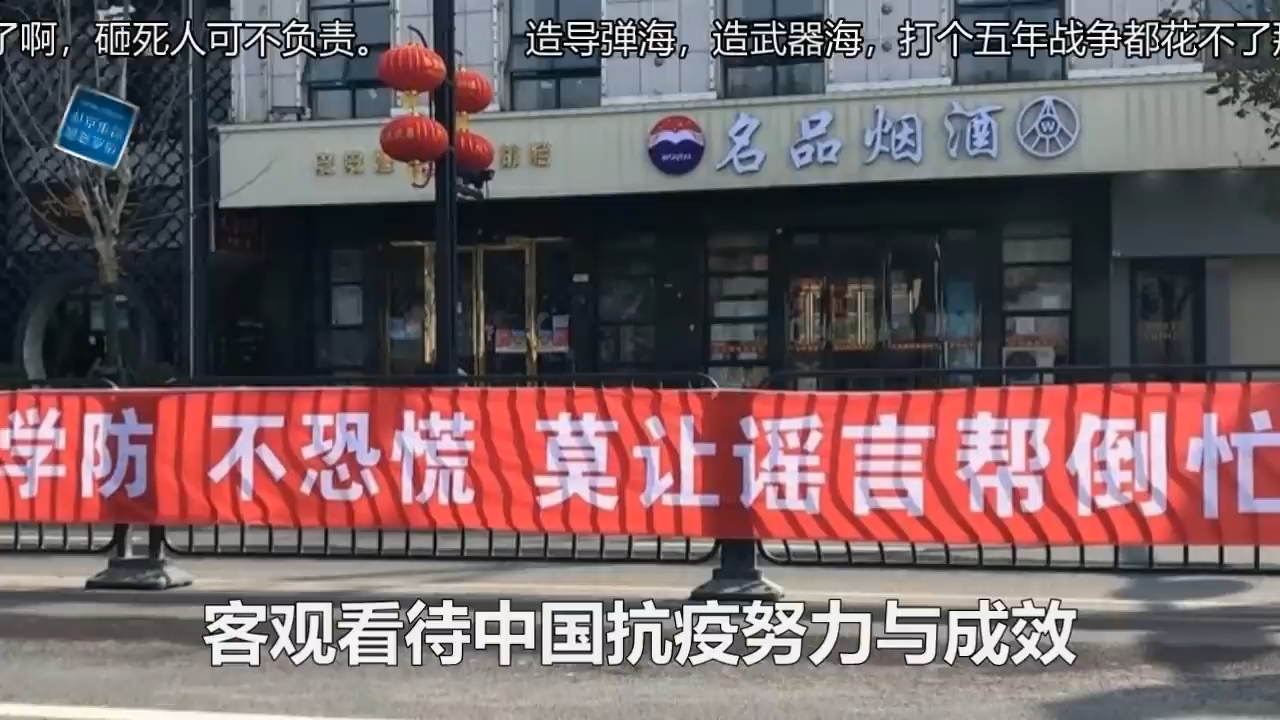 了啊，砸死人可不负责。
造导弹海，造武器海，打个五年战争都花不了
名品烟酒
学防 不恐慌 莫让谣言帮倒忙
客观看待中国抗疫努力与成效